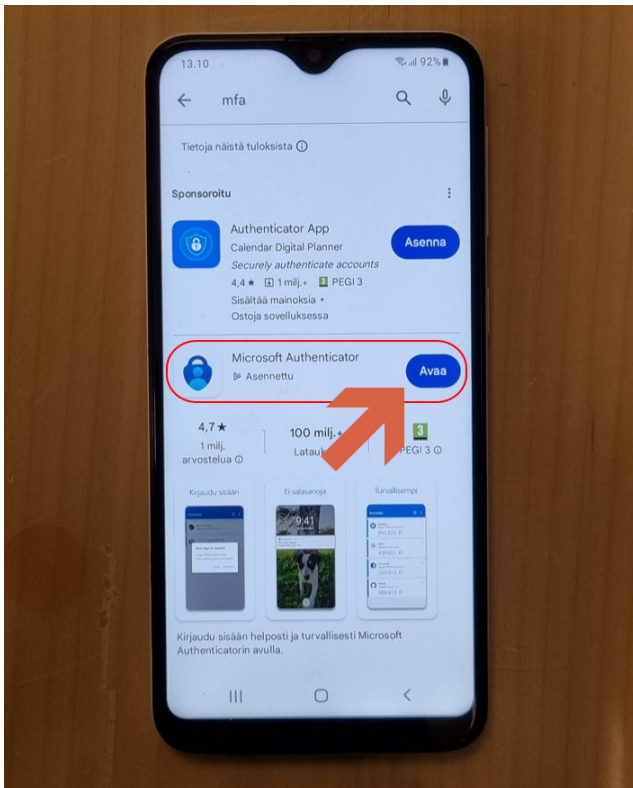 13.10
92%
mfa
Tietoja näistä tuloksista
Sponsoroitu
Authenticator App
Calendar Digital Planner
Asenna
Securely authenticate accounts
4,4 ★ 1 milj.+ 3 PEGI 3
Sisältää mainoksia •
Ostoja sovelluksessa
Microsoft Authenticator
Asennettu
Avaa
4,7 ★
100 milj.+
3
1 milj.
arvostelua
PEGI 3
Kirjaudu sisään
Ei salasanoja
Turvallisempi
9:41
Kirjaudu sisään helposti ja turvallisesti Microsoft
Authenticatorin avulla.